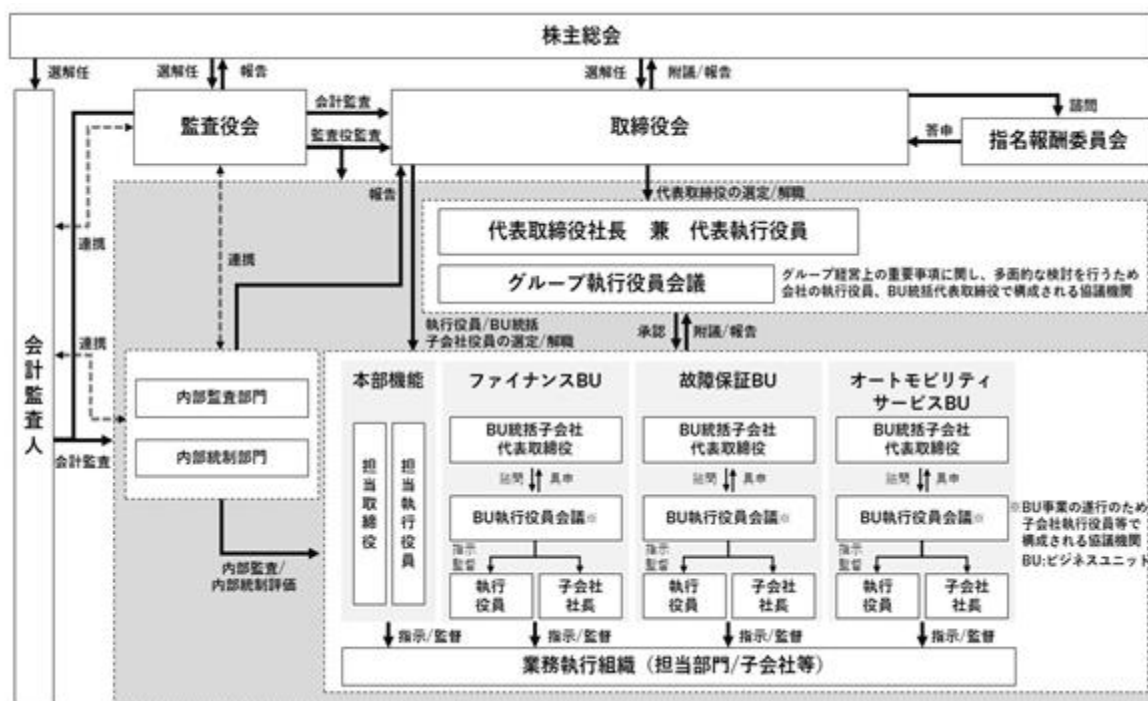 株主総会
選解任
選解任
報告
選解任
附議/報告
監査役会
会計監査
監査役監査
取締役会
諮問
答申
指名報酬委員会
報告
代表取締役の選定/解職
代表取締役社長 兼 代表執行役員
グループ執行役員会議
グループ経営上の重要事項に関し、多面的な検討を行うため
会社の執行役員、BU統括代表取締役で構成される協議機関
連携
連携
連携
執行役員/BU統括
子会社役員の選定/解職
承認
附議/報告
会計監査人
会計監査
内部監査部門
内部統制部門
内部監査/
内部統制評価
本部機能
担当取締役
担当執行役員
ファイナンスBU
BU統括子会社
代表取締役
諮問
具申
BU執行役員会議※
指示
監督
執行
役員
子会社
社長
故障保証BU
BU統括子会社
代表取締役
諮問
具申
BU執行役員会議※
指示
監督
執行
役員
子会社
社長
オートモビリティ
サービスBU
BU統括子会社
代表取締役
諮問
具申
BU執行役員会議※
指示
監督
執行
役員
子会社
社長
※BU事業の遂行のため
子会社執行役員等で
構成される協議機関
BU:ビジネスユニット
指示/監督
指示/監督
指示/監督
指示/監督
業務執行組織（担当部門/子会社等）